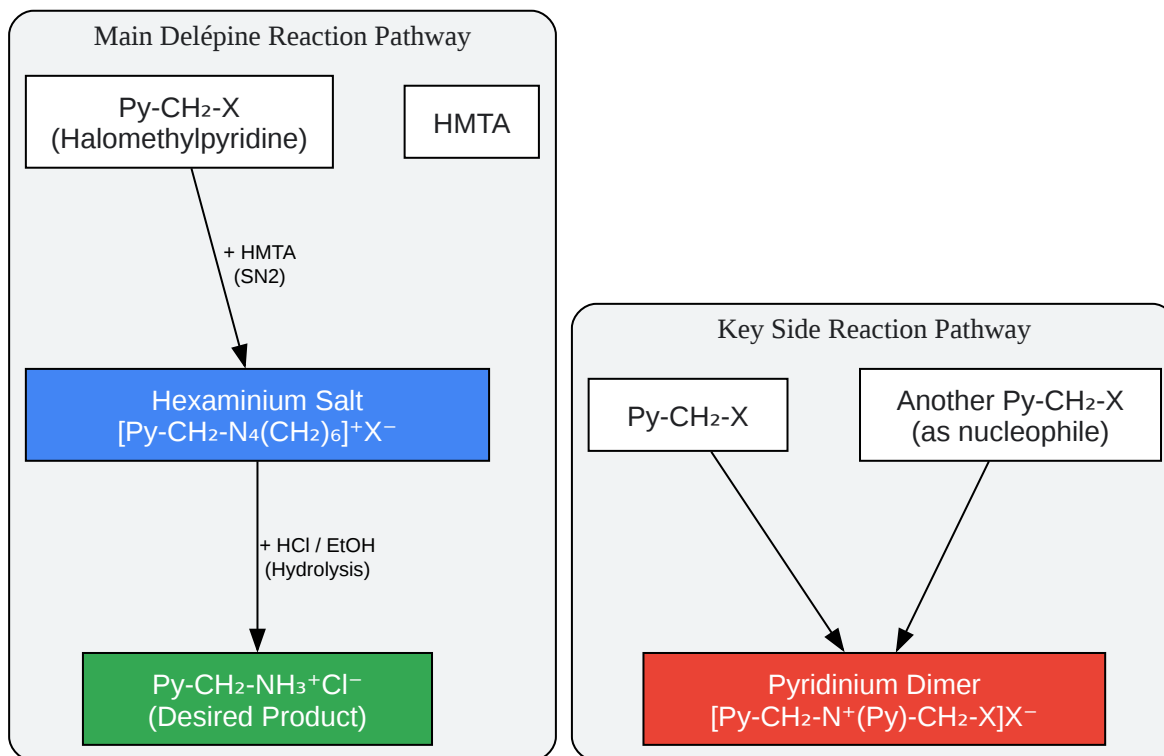 Main Delépine Reaction Pathway
Py-CH₂-X
(Halomethylpyridine)
HMTA
+ HMTA
(SN2)
Hexaminium Salt
[Py-CH₂-N₄(CH₂)₆]⁺X⁻
+ HCl / EtOH
(Hydrolysis)
Py-CH₂-NH₃⁺Cl⁻
(Desired Product)
Key Side Reaction Pathway
Py-CH₂-X
Another Py-CH₂-X
(as nucleophile)
Pyridinium Dimer
[Py-CH₂-N⁺(Py)-CH₂-X]X⁻